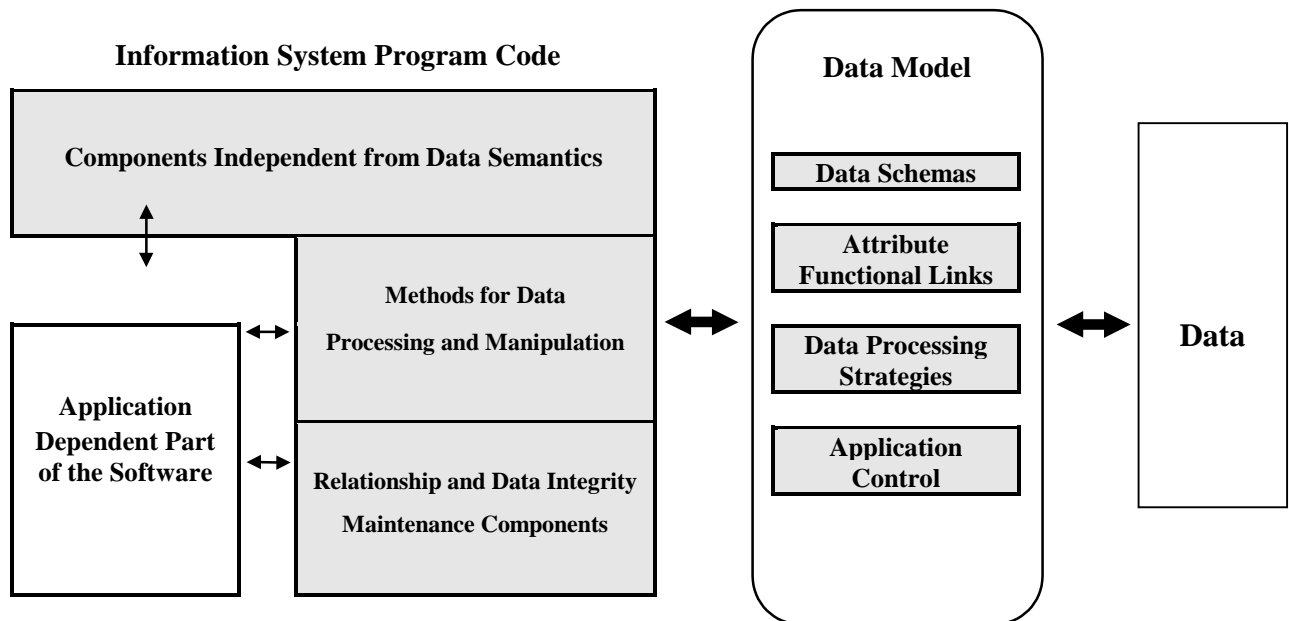 Information System Program Code
Components Independent from Data Semantics
Methods for Data
Processing and Manipulation
Application
Dependent Part
of the Software
Relationship and Data Integrity
Maintenance Components
Data Model
Data Schemas
Attribute
Functional Links
Data Processing
Strategies
Application
Control
Data